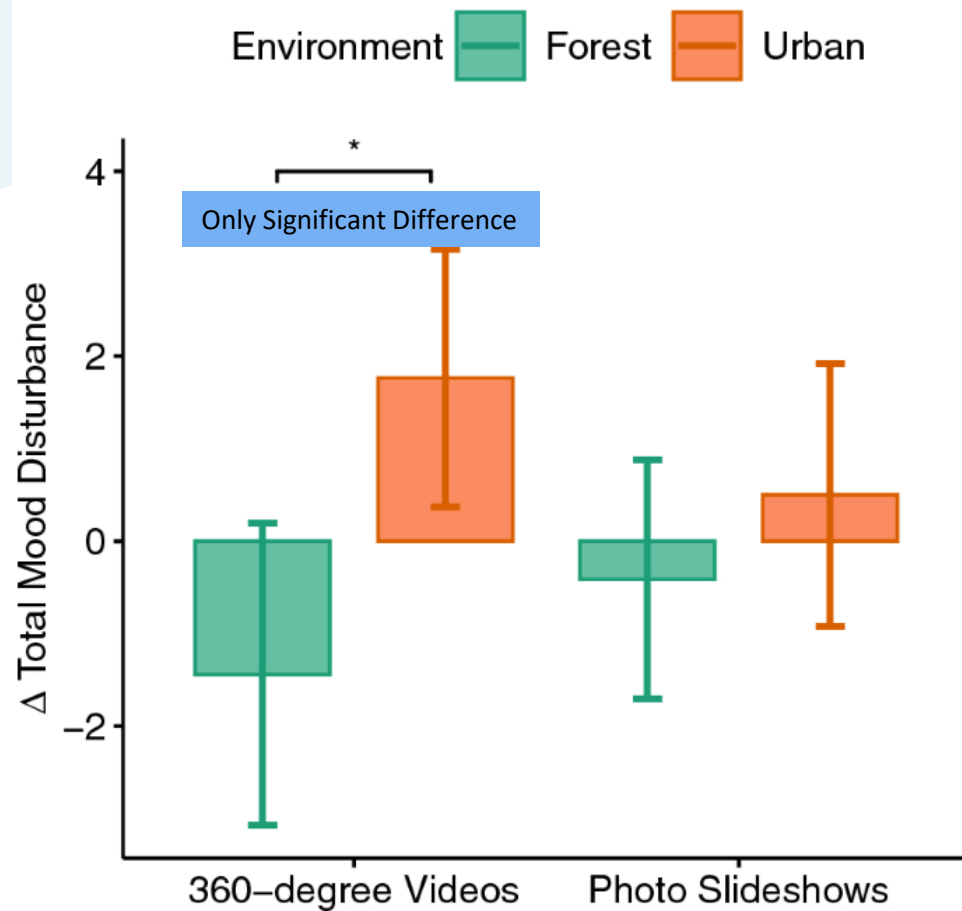 Environment Forest Urban
*
4
Only Significant Difference
2
0
−2
Δ Total Mood Disturbance
360−degree Videos Photo Slideshows